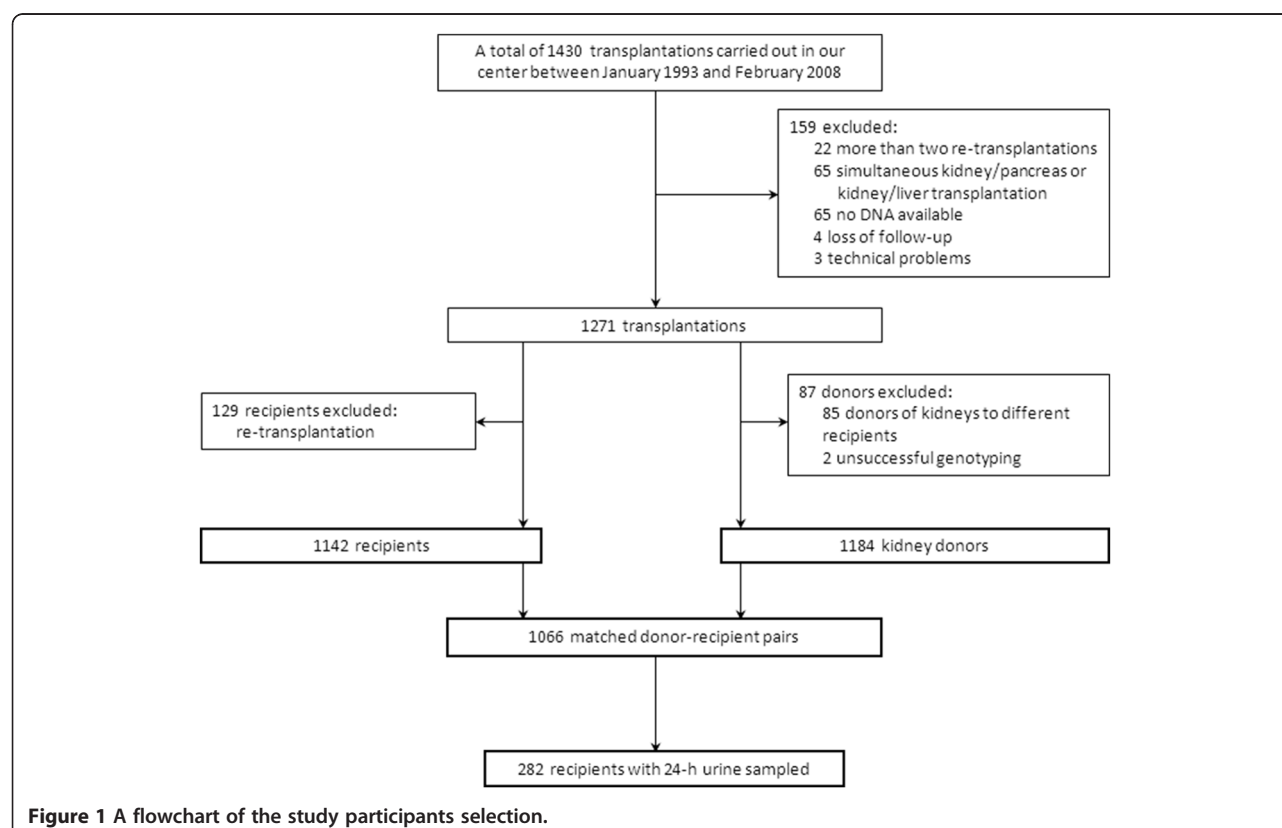 A total of 1430 transplantations carried out in our
center between January 1993 and February 2008
159 excluded:
22 more than two re-transplantations
65 simultaneous kidney/pancreas or
kidney/liver transplantation
65 no DNA available
4 loss of follow-up
3 technical problems
1271 transplantations
129 recipients excluded:
re-transplantation
87 donors excluded:
85 donors of kidneys to different
recipients
2 unsuccessful genotyping
1142 recipients
1184 kidney donors
1066 matched donor-recipient pairs
282 recipients with 24-h urine sampled
Figure 1 A flowchart of the study participants selection.